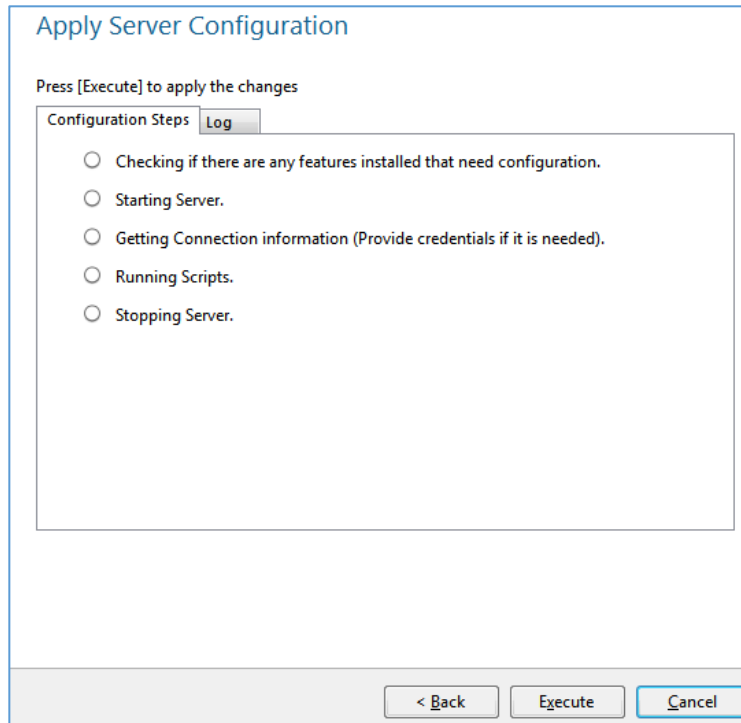 Apply Server Configuration
Press [Execute] to apply the changes
Configuration Steps
Log
Checking if there are any features installed that need configuration.
Starting Server.
Getting Connection information (Provide credentials if it is needed).
Running Scripts.
Stopping Server.
< Back
Execute
Cancel